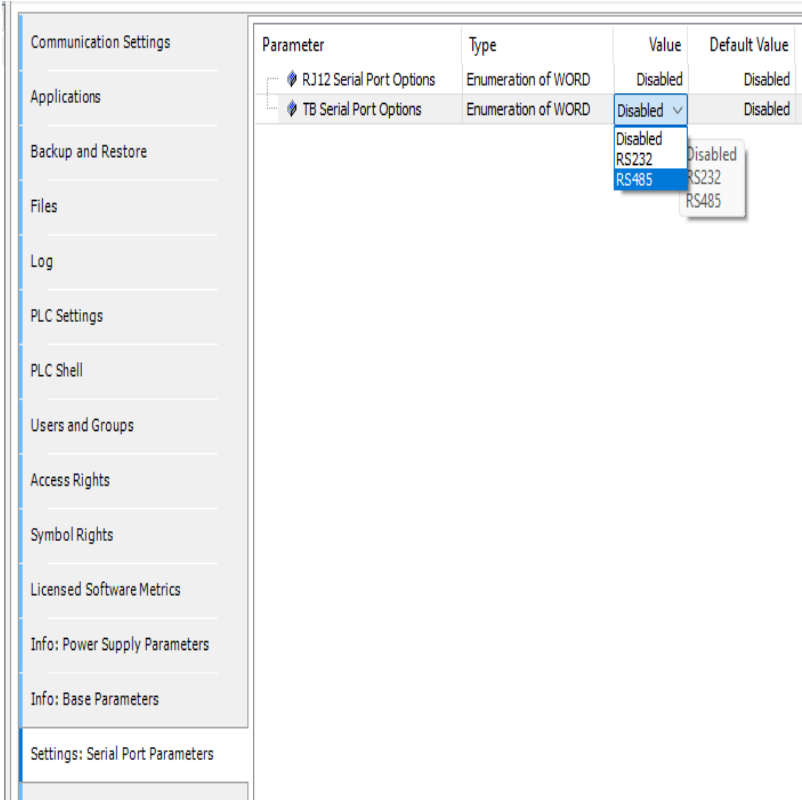 Communication Settings
Applications
Backup and Restore
Files
Log
PLC Settings
PLC Shell
Users and Groups
Access Rights
Symbol Rights
Licensed Software Metrics
Info: Power Supply Parameters
Info: Base Parameters
Settings: Serial Port Parameters
Parameter Type Value Default Value
RJ12 Serial Port Options Enumeration of WORD Disabled Disabled
TB Serial Port Options Enumeration of WORD Disabled Disabled
Disabled
RS232
RS485
Disabled
RS232
RS485